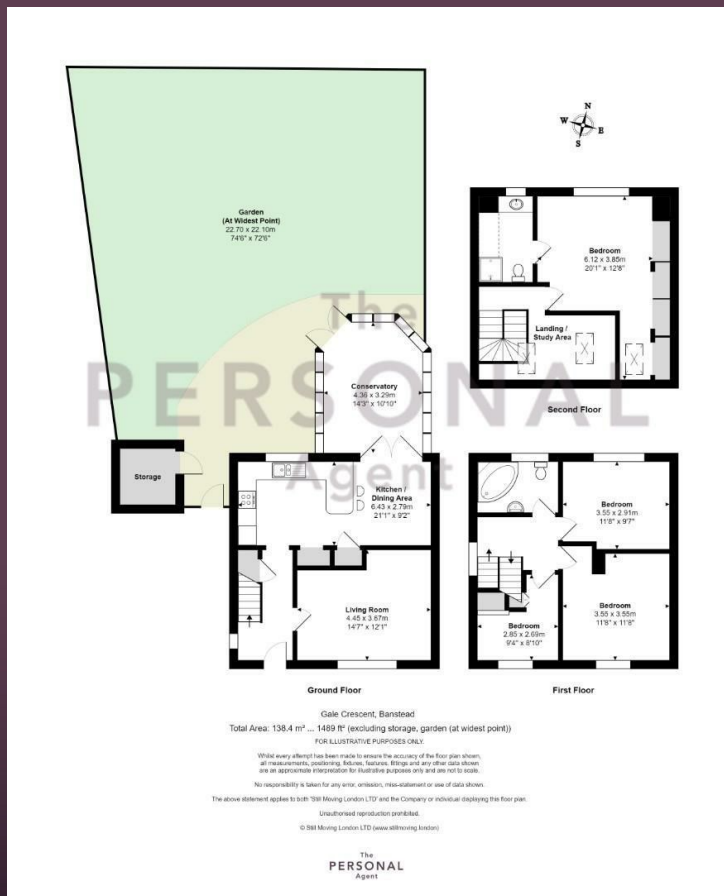 N
W
E
S
Garden
(At Widest Point)
22.70 x 22.10m
74'6" x 72'6"
Bedroom
6.12 x 3.85m
20'1" x 12'8"
Landing /
Study Area
Second Floor
The
PERSONAL
Agent
Conservatory
4.36 x 3.29m
14'3" x 10'10"
Storage
Kitchen /
Dining Area
6.43 x 2.79m
21'1" x 9'2"
Living Room
4.45 x 3.67m
14'7" x 12'1"
Ground Floor
Bedroom
3.55 x 2.91m
11'8" x 9'7"
Bedroom
3.55 x 3.55m
11'8" x 11'8"
Bedroom
2.85 x 2.69m
9'4" x 8'10"
First Floor
Gale Crescent, Banstead
Total Area: 138.4 m² ... 1489 ft² (excluding storage, garden (at widest point))
FOR ILLUSTRATIVE PURPOSES ONLY.
Whilst every attempt has been made to ensure the accuracy of the floor plan shown,
all measurements, positioning, fixtures, features, fittings and any other data shown
are an approximate interpretation for illustrative purposes only and are not to scale.
No responsibility is taken for any error, omission, miss-statement or use of data shown.
The above statement applies to both "Still Moving London LTD" and the Company or individual displaying this floor plan.
Unauthorised reproduction prohibited.
© Still Moving London LTD (www.stillmoving.london)
The
PERSONAL
Agent